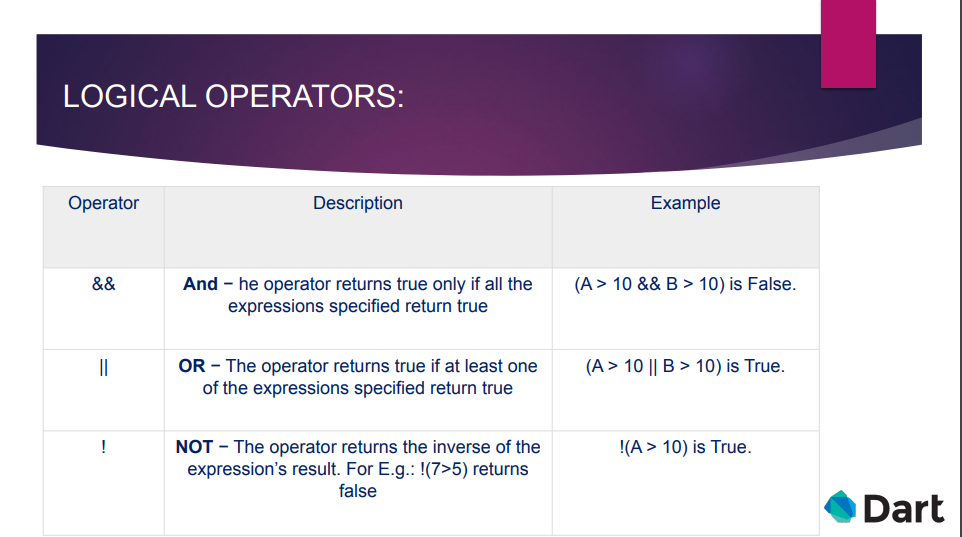 LOGICAL OPERATORS:
Operator
Description
Example
&&
And − he operator returns true only if all the
expressions specified return true
(A > 10 && B > 10) is False.
||
OR − The operator returns true if at least one
of the expressions specified return true
(A > 10 || B > 10) is True.
!
NOT − The operator returns the inverse of the
expression’s result. For E.g.: !(7>5) returns
false
!(A > 10) is True.
Dart